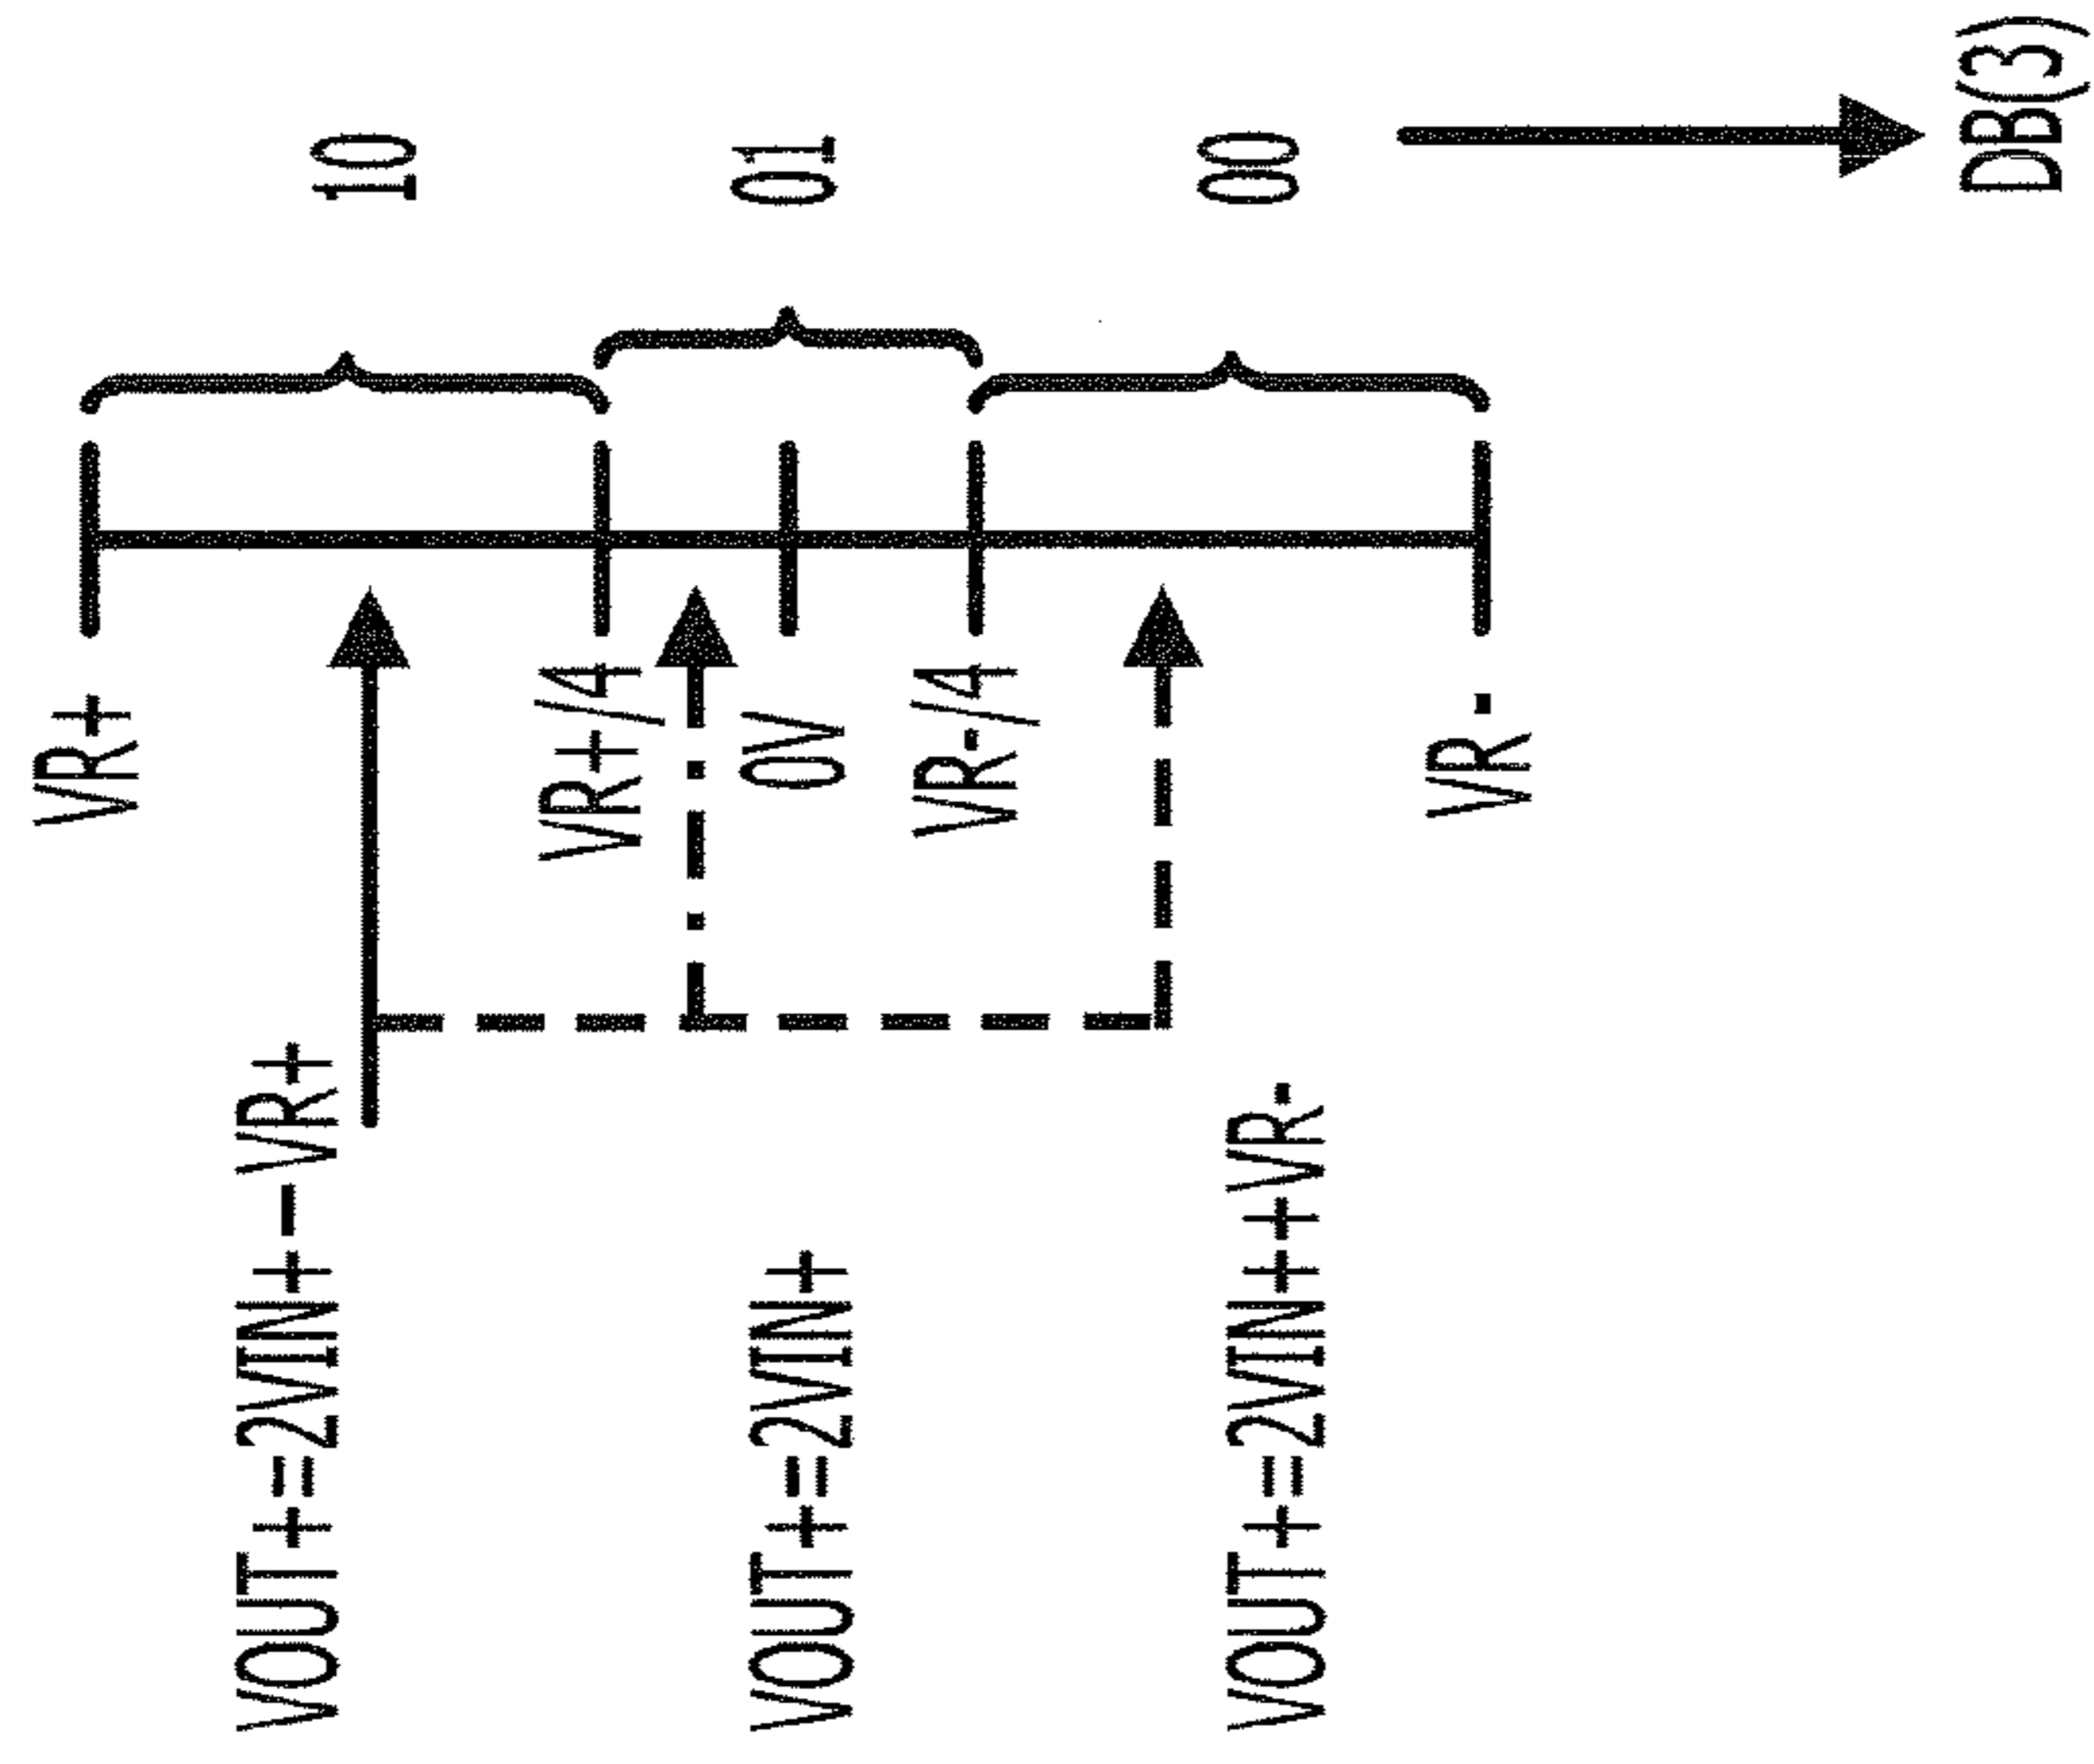 VR+
VOUT+=2VIN+−VR+
10
VR+/4
VOUT+=2VIN+
0V
01
VR-/4
VOUT+=2VIN++VR-
00
VR-
DB(3)